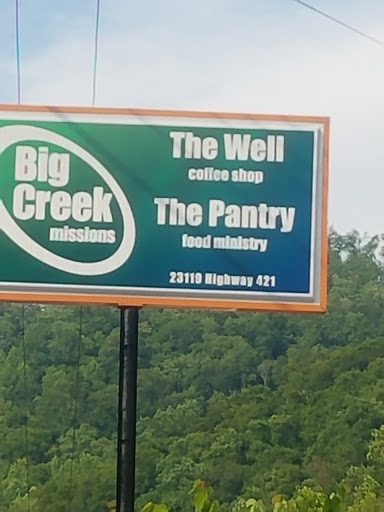 Big
Creek
missions
The Well
coffee shop
The Pantry
food ministry
23119 Highway 421